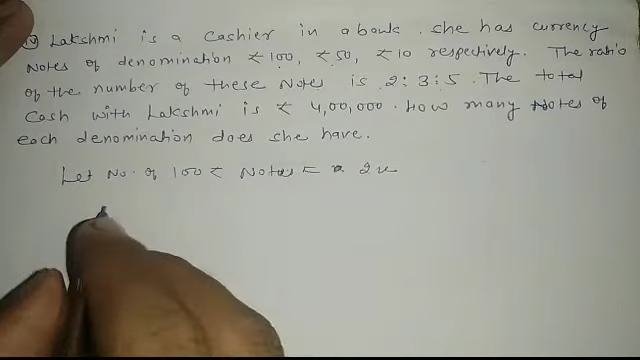 (iv) Lakshmi is a cashier in a bank. she has currency
Notes of denomination ₹100, ₹50, ₹10 respectively. The ratio
of the number of these Notes is 2:3:5. The total
cash with Lakshmi is ₹ 4,00,000. How many Notes of
each denomination does she have.
Let No. of 100 ₹ Notes = 2x